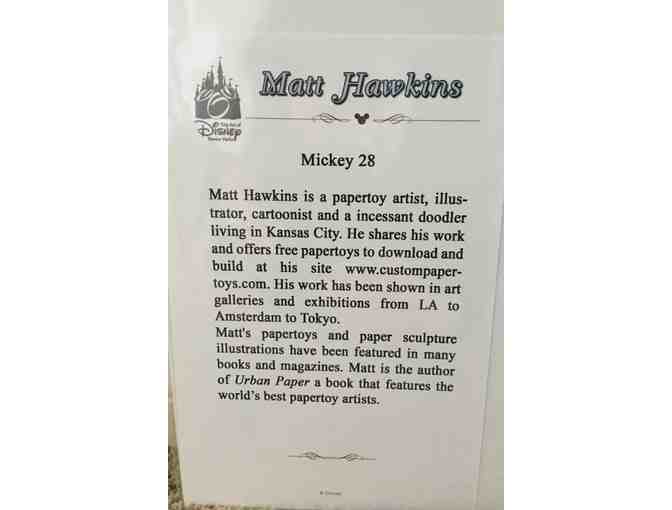 Matt Hawkins
The Art of
Disney
Theme Parks
Mickey 28
Matt Hawkins is a papertoy artist, illus-
trator, cartoonist and a incessant doodler
living in Kansas City. He shares his work
and offers free papertoys to download and
build at his site www.custompaper-
toys.com. His work has been shown in art
galleries and exhibitions from LA to
Amsterdam to Tokyo.
Matt's papertoys and paper sculpture
illustrations have been featured in many
books and magazines. Matt is the author
of Urban Paper a book that features the
world's best papertoy artists.
© Disney